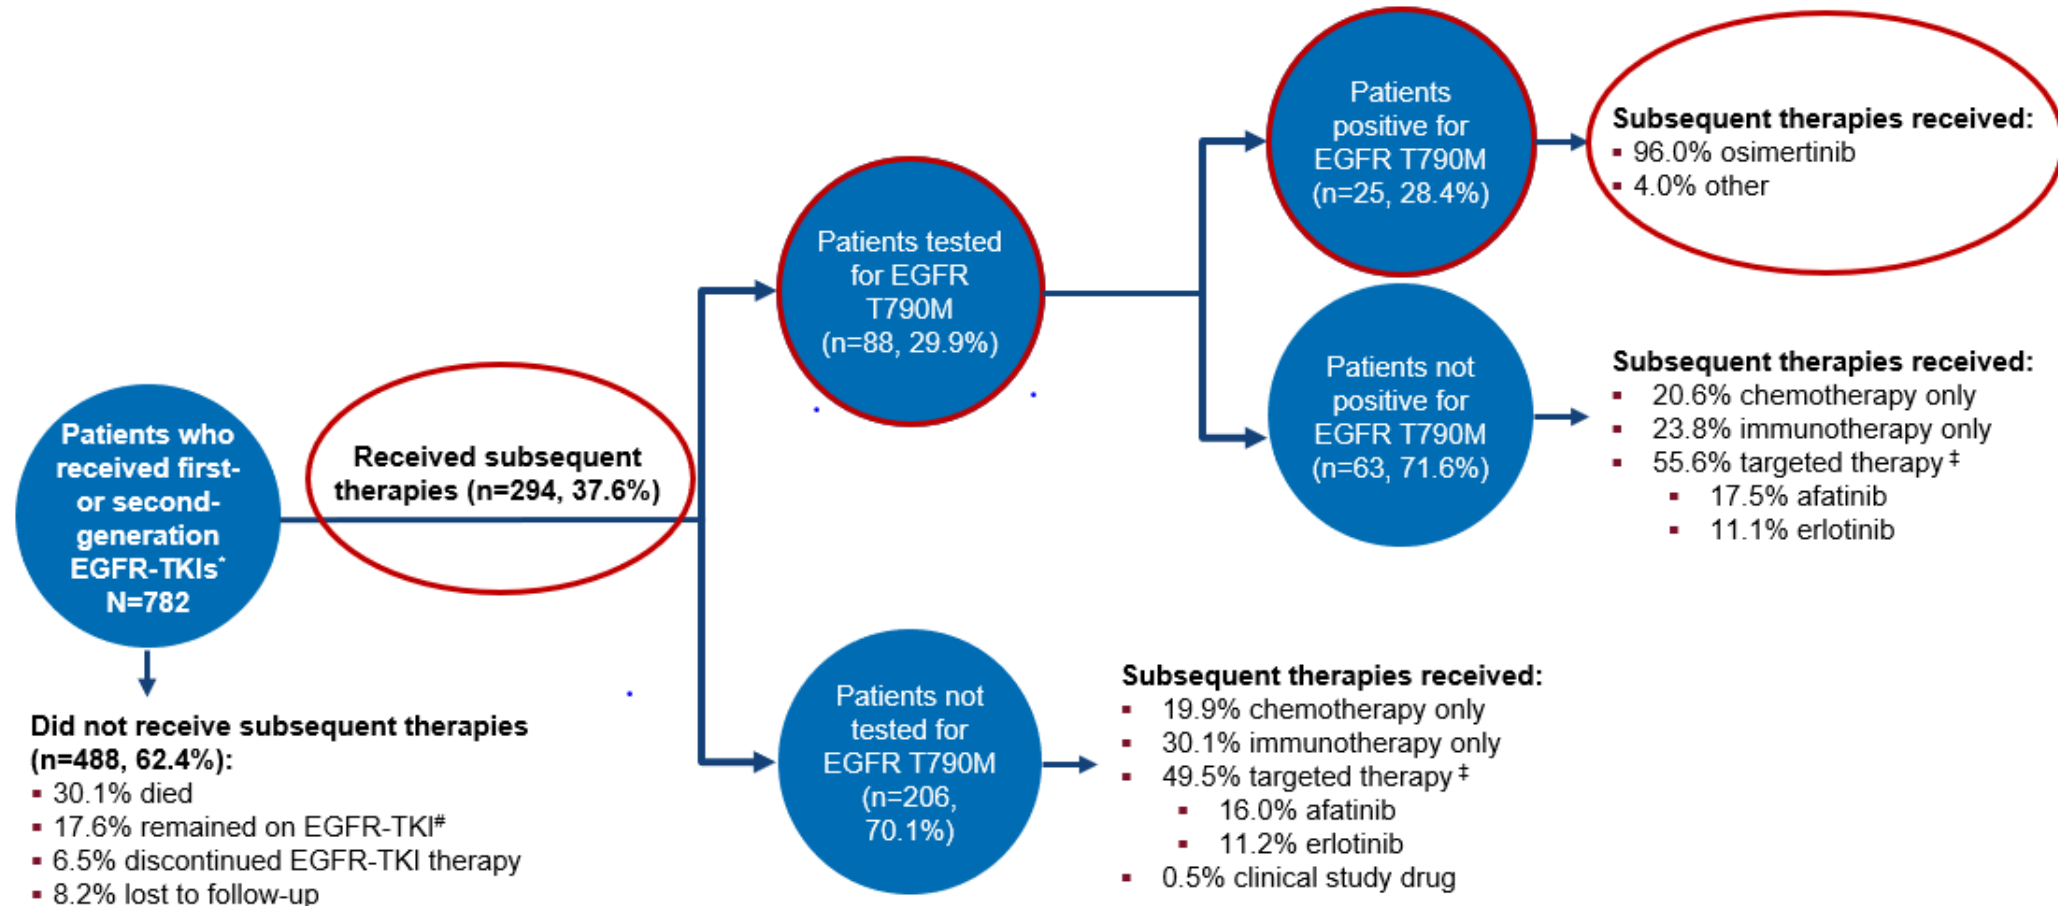 Patients
positive for
EGFR T790M
(n=25, 28.4%)
Subsequent therapies received:
▪ 96.0% osimertinib
▪ 4.0% other
Patients tested
for EGFR
T790M
(n=88, 29.9%)
Patients not
positive for
EGFR T790M
(n=63, 71.6%)
Subsequent therapies received:
▪ 20.6% chemotherapy only
▪ 23.8% immunotherapy only
▪ 55.6% targeted therapy ‡
▪ 17.5% afatinib
▪ 11.1% erlotinib
Patients who
received first-
or second-
generation
EGFR-TKIs*
N=782
Received subsequent
therapies (n=294, 37.6%)
Did not receive subsequent therapies
(n=488, 62.4%):
▪ 30.1% died
▪ 17.6% remained on EGFR-TKI#
▪ 6.5% discontinued EGFR-TKI therapy
▪ 8.2% lost to follow-up
Patients not
tested for
EGFR T790M
(n=206,
70.1%)
Subsequent therapies received:
▪ 19.9% chemotherapy only
▪ 30.1% immunotherapy only
▪ 49.5% targeted therapy ‡
▪ 16.0% afatinib
▪ 11.2% erlotinib
▪ 0.5% clinical study drug